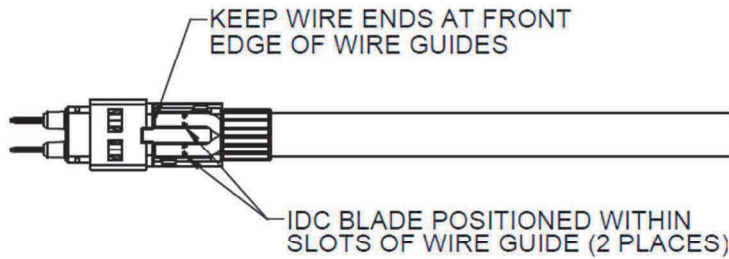 KEEP WIRE ENDS AT FRONT
EDGE OF WIRE GUIDES
IDC BLADE POSITIONED WITHIN
SLOTS OF WIRE GUIDE (2 PLACES)